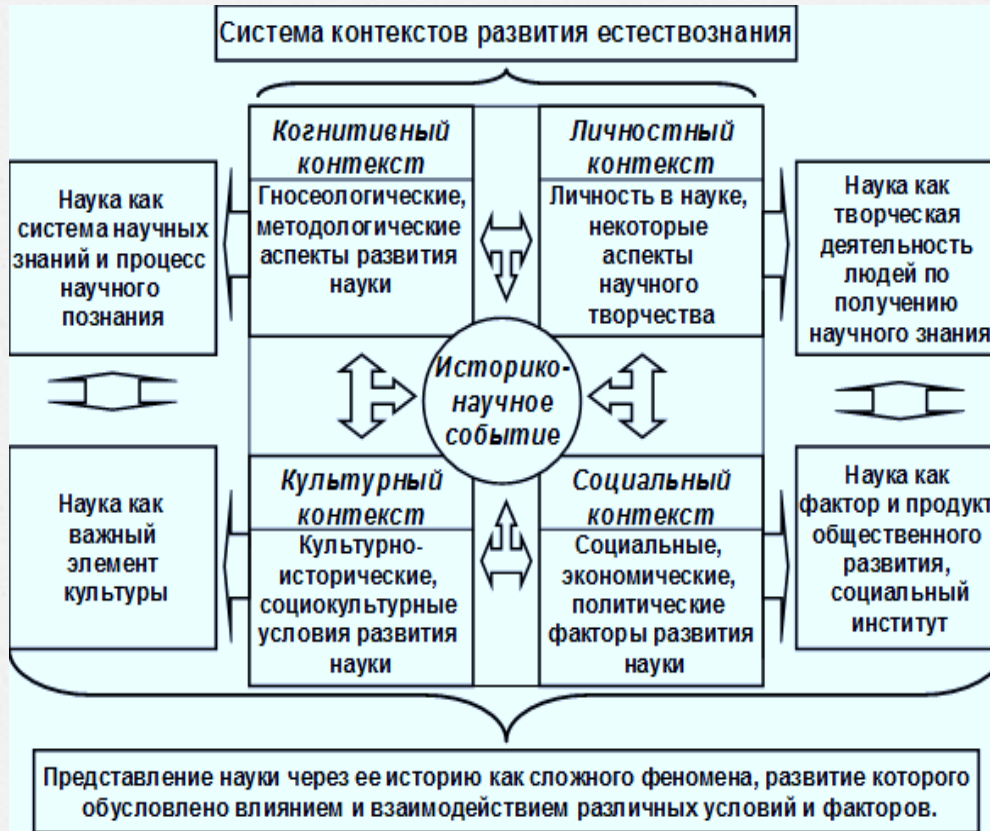 Система контекстов развития естествознания
Когнитивный
контекст
Гносеологические,
методологические
аспекты развития
науки
Личностный
контекст
Личность в науке,
некоторые
аспекты
научного
творчества
Наука как
система научных
знаний и процесс
научного
познания
Наука как
творческая
деятельность
людей по
получению
научного знания
Историко-
научное
событие
Наука как
важный
элемент
культуры
Культурный
контекст
Культурно-
исторические,
социокультурные
условия развития
науки
Социальный
контекст
Социальные,
экономические,
политические
факторы развития
науки
Наука как
фактор и продукт
общественного
развития,
социальный
институт
Представление науки через ее историю как сложного феномена, развитие которого
обусловлено влиянием и взаимодействием различных условий и факторов.